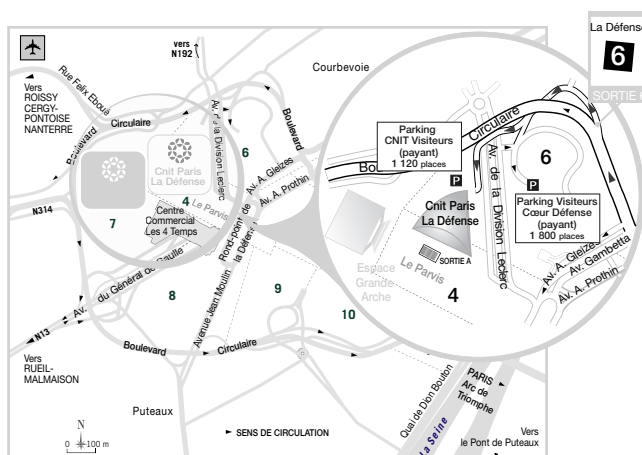 vers
N192
Courbevoie
La Défense
6
SORTIE
Vers
ROISSY
CERGY-
PONTOISE
NANTERRE
Rue Felix Eboué
Boulevard
Circulaire
Av. de la Division Leclerc
Boulevard
6
Av. A. Gleizes
Av. A. Prothin
Cnit Paris
La Défense
4
Le Parvis
Centre
Commercial
Les 4 Temps
7
N314
Rond-point de
la Défense
Av. du Général de Gaulle
8
Avenue Jean Moulin
9
10
N13
Vers
RUEIL-
MALMAISON
Boulevard
Circulaire
Puteaux
N
0 100 m
SENS DE CIRCULATION
Parking
CNIT Visiteurs
(payant)
1 120 places
Circulaire
P
Cnit Paris
La Défense
SORTIE A
Espace
Grande
Arche
Le Parvis
4
Av. de la Division Leclerc
6
P
Parking Visiteurs
Cœur Défense
(payant)
1 800 places
Av. A. Gleizes
Av. Gambetta
Av. A. Prothin
Quai de Dion Bouton
La Seine
PARIS
Arc de
Triomphe
Vers
le Pont de Puteaux